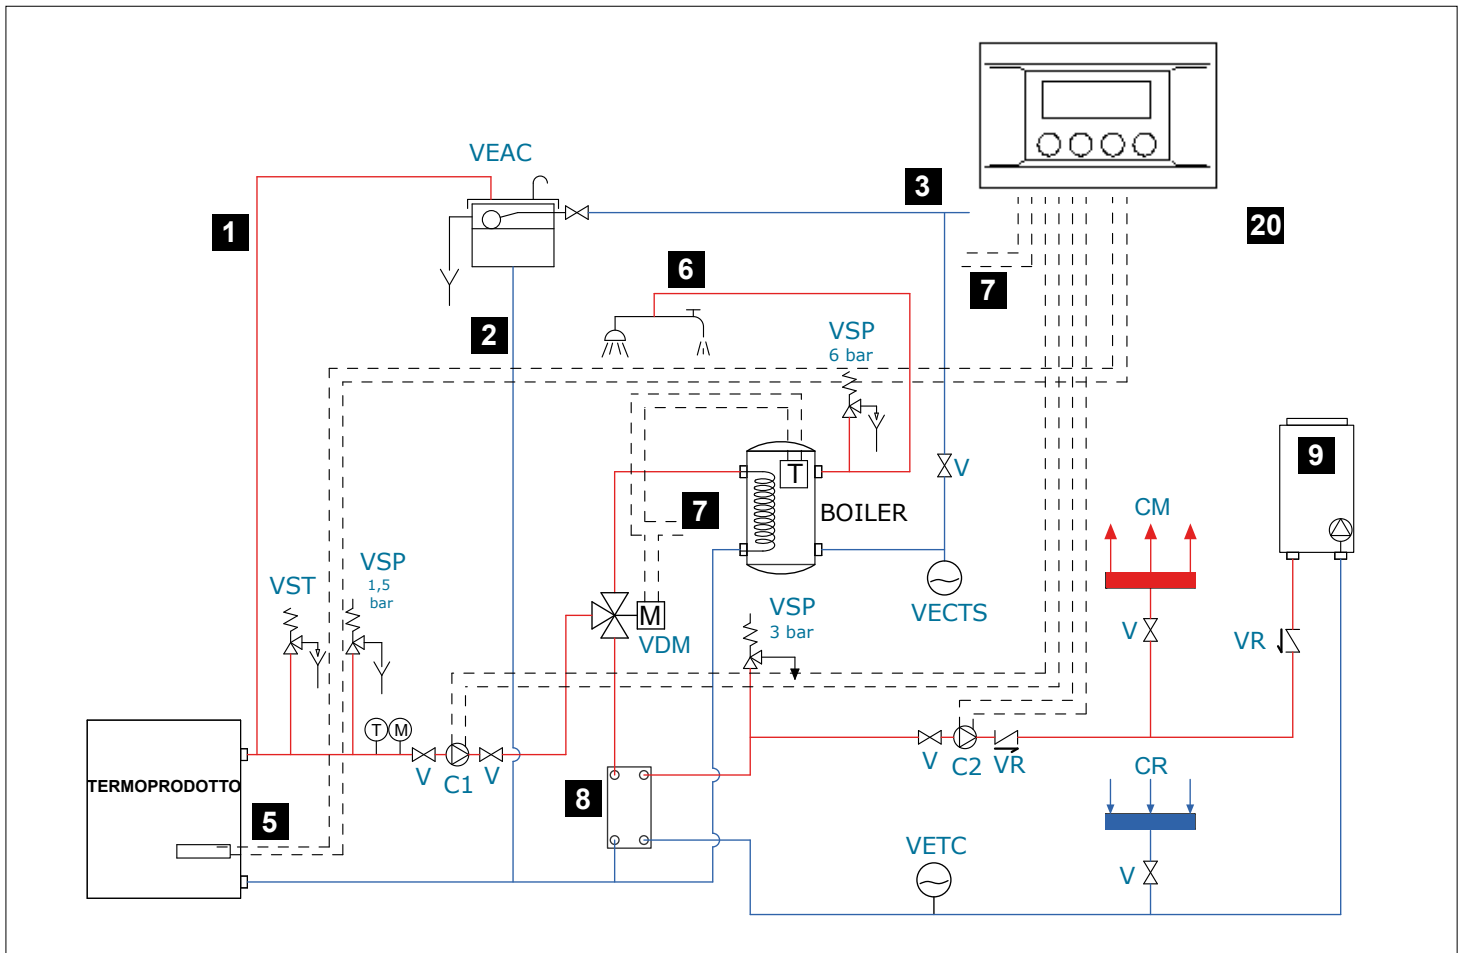 VEAC
3
1
20
6
7
2
VSP
6 bar
9
T
V
7
BOILER
CM
VST
VSP
1,5
bar
VECTS
VSP
3 bar
M
VDM
V
VR
T
M
V
C1
V
V
C2
VR
TERMOPRODOTTO
8
CR
5
VETC
V